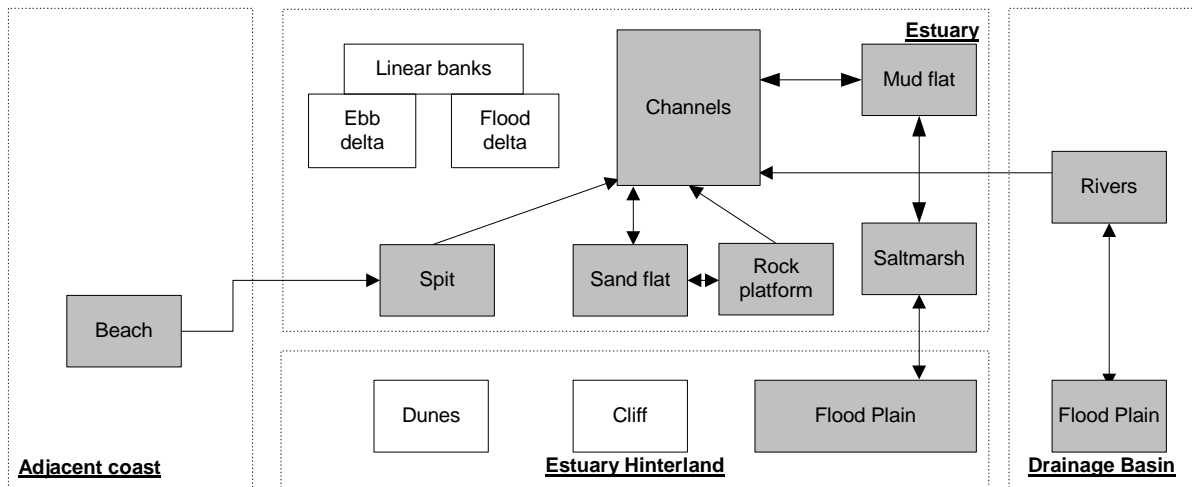 Estuary
Linear banks
Ebb
delta
Flood
delta
Channels
Mud flat
Rivers
Spit
Sand flat
Rock
platform
Saltmarsh
Beach
Dunes
Cliff
Flood Plain
Flood Plain
Adjacent coast
Estuary Hinterland
Drainage Basin